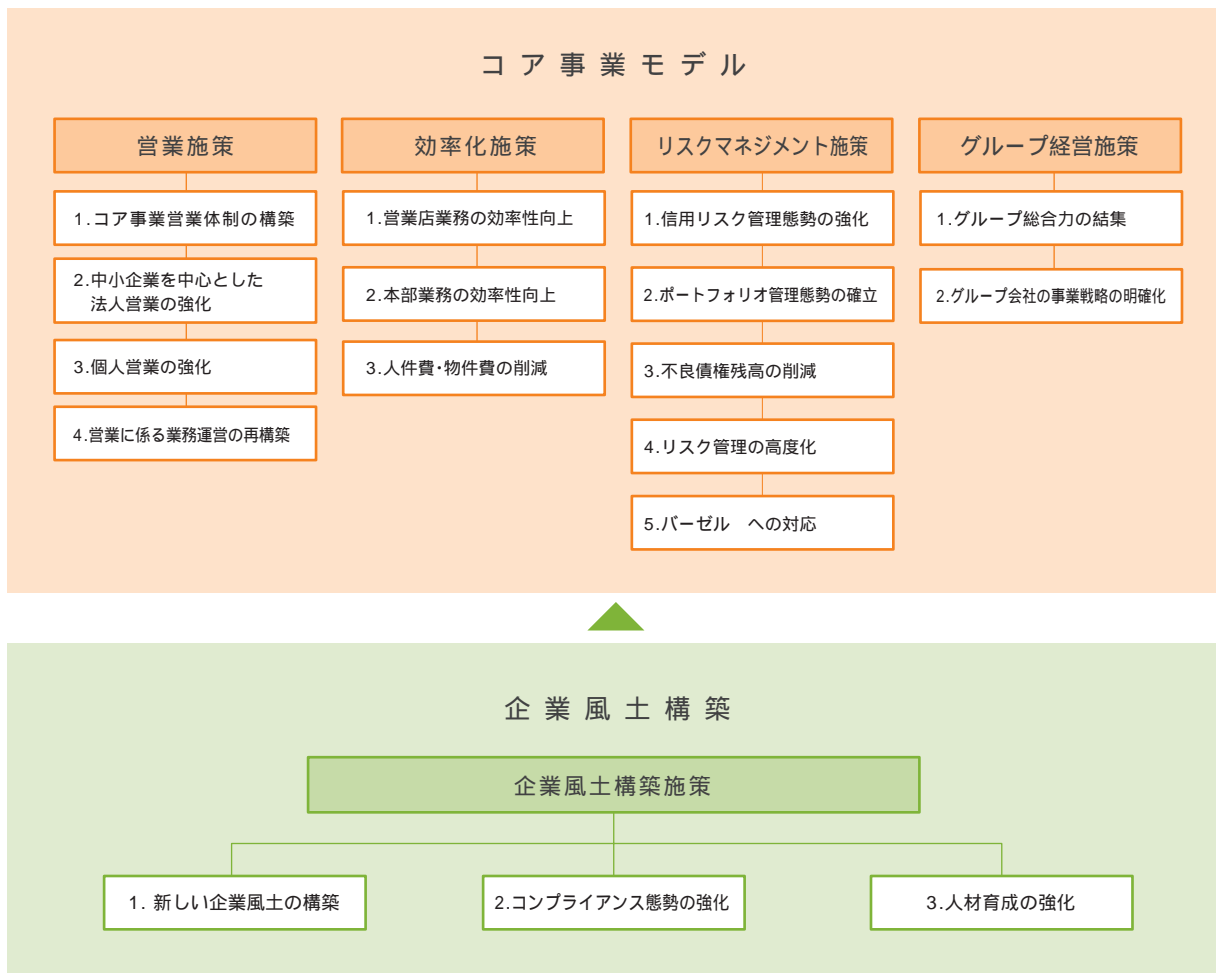 コア事業モデル
営業施策
1.コア事業営業体制の構築
2.中小企業を中心とした
法人営業の強化
3.個人営業の強化
4.営業に係る業務運営の再構築
効率化施策
1.営業店業務の効率性向上
2.本部業務の効率性向上
3.人件費・物件費の削減
リスクマネジメント施策
1.信用リスク管理態勢の強化
2.ポートフォリオ管理態勢の確立
3.不良債権残高の削減
4.リスク管理の高度化
5.バーゼル　への対応
グループ経営施策
1.グループ総合力の結集
2.グループ会社の事業戦略の明確化
企業風土構築
企業風土構築施策
1. 新しい企業風土の構築
2.コンプライアンス態勢の強化
3.人材育成の強化